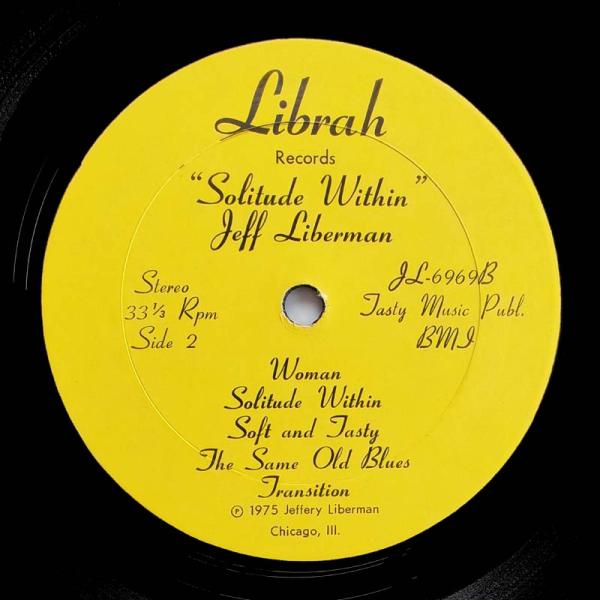 Librah
Records
“Solitude Within”
Jeff Liberman
Stereo
33⅓ Rpm
Side 2
JL-6969B
Tasty Music Publ.
BMI
Woman
Solitude Within
Soft and Tasty
The Same Old Blues
Transition
℗ 1975 Jeffery Liberman
Chicago, Ill.